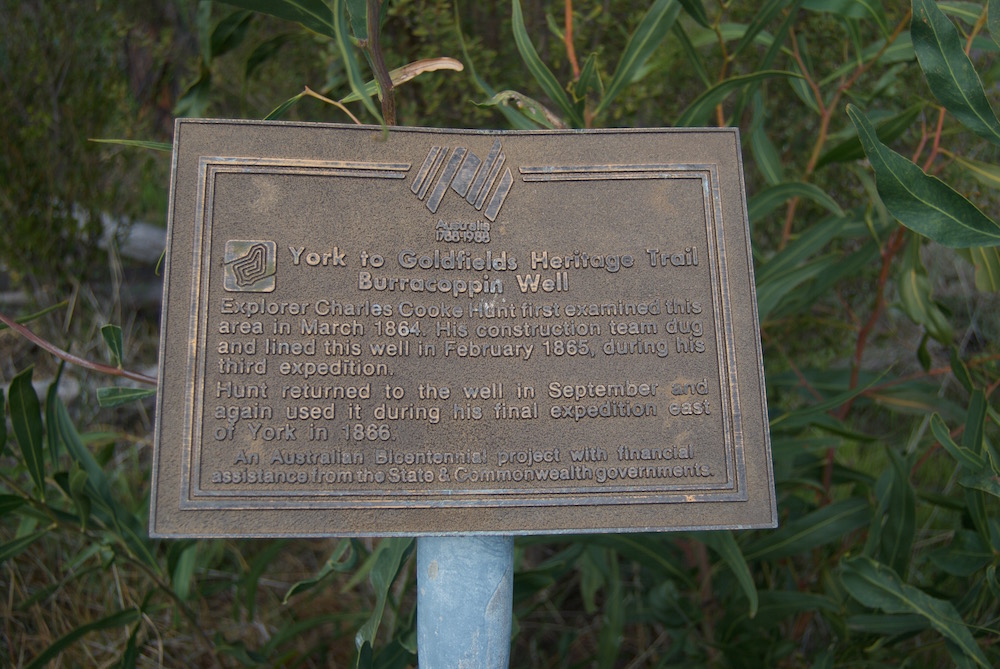 Australia
1788-1988
York to Goldfields Heritage Trail
Burracoppin Well
Explorer Charles Cooke Hunt first examined this
area in March 1864. His construction team dug
and lined this well in February 1865, during his
third expedition.
Hunt returned to the well in September and
again used it during his final expedition east
of York in 1866.
An Australian Bicentennial project with financial
assistance from the State & Commonwealth governments.